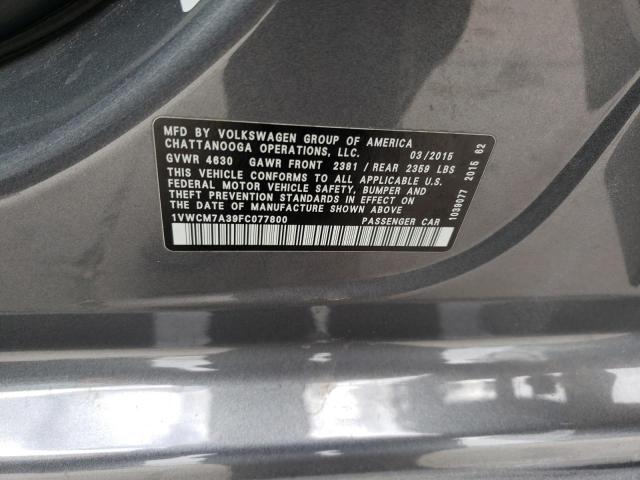 MFD BY VOLKSWAGEN GROUP OF AMERICA
CHATTANOOGA OPERATIONS, LLC. 03/2015
GVWR 4630 GAWR FRONT 2381 / REAR 2359 LBS
THIS VEHICLE CONFORMS TO ALL APPLICABLE U.S.
FEDERAL MOTOR VEHICLE SAFETY, BUMPER AND
THEFT PREVENTION STANDARDS IN EFFECT ON
THE DATE OF MANUFACTURE SHOWN ABOVE
1VWCM7A39FC077800 PASSENGER CAR
1039077 2015 62